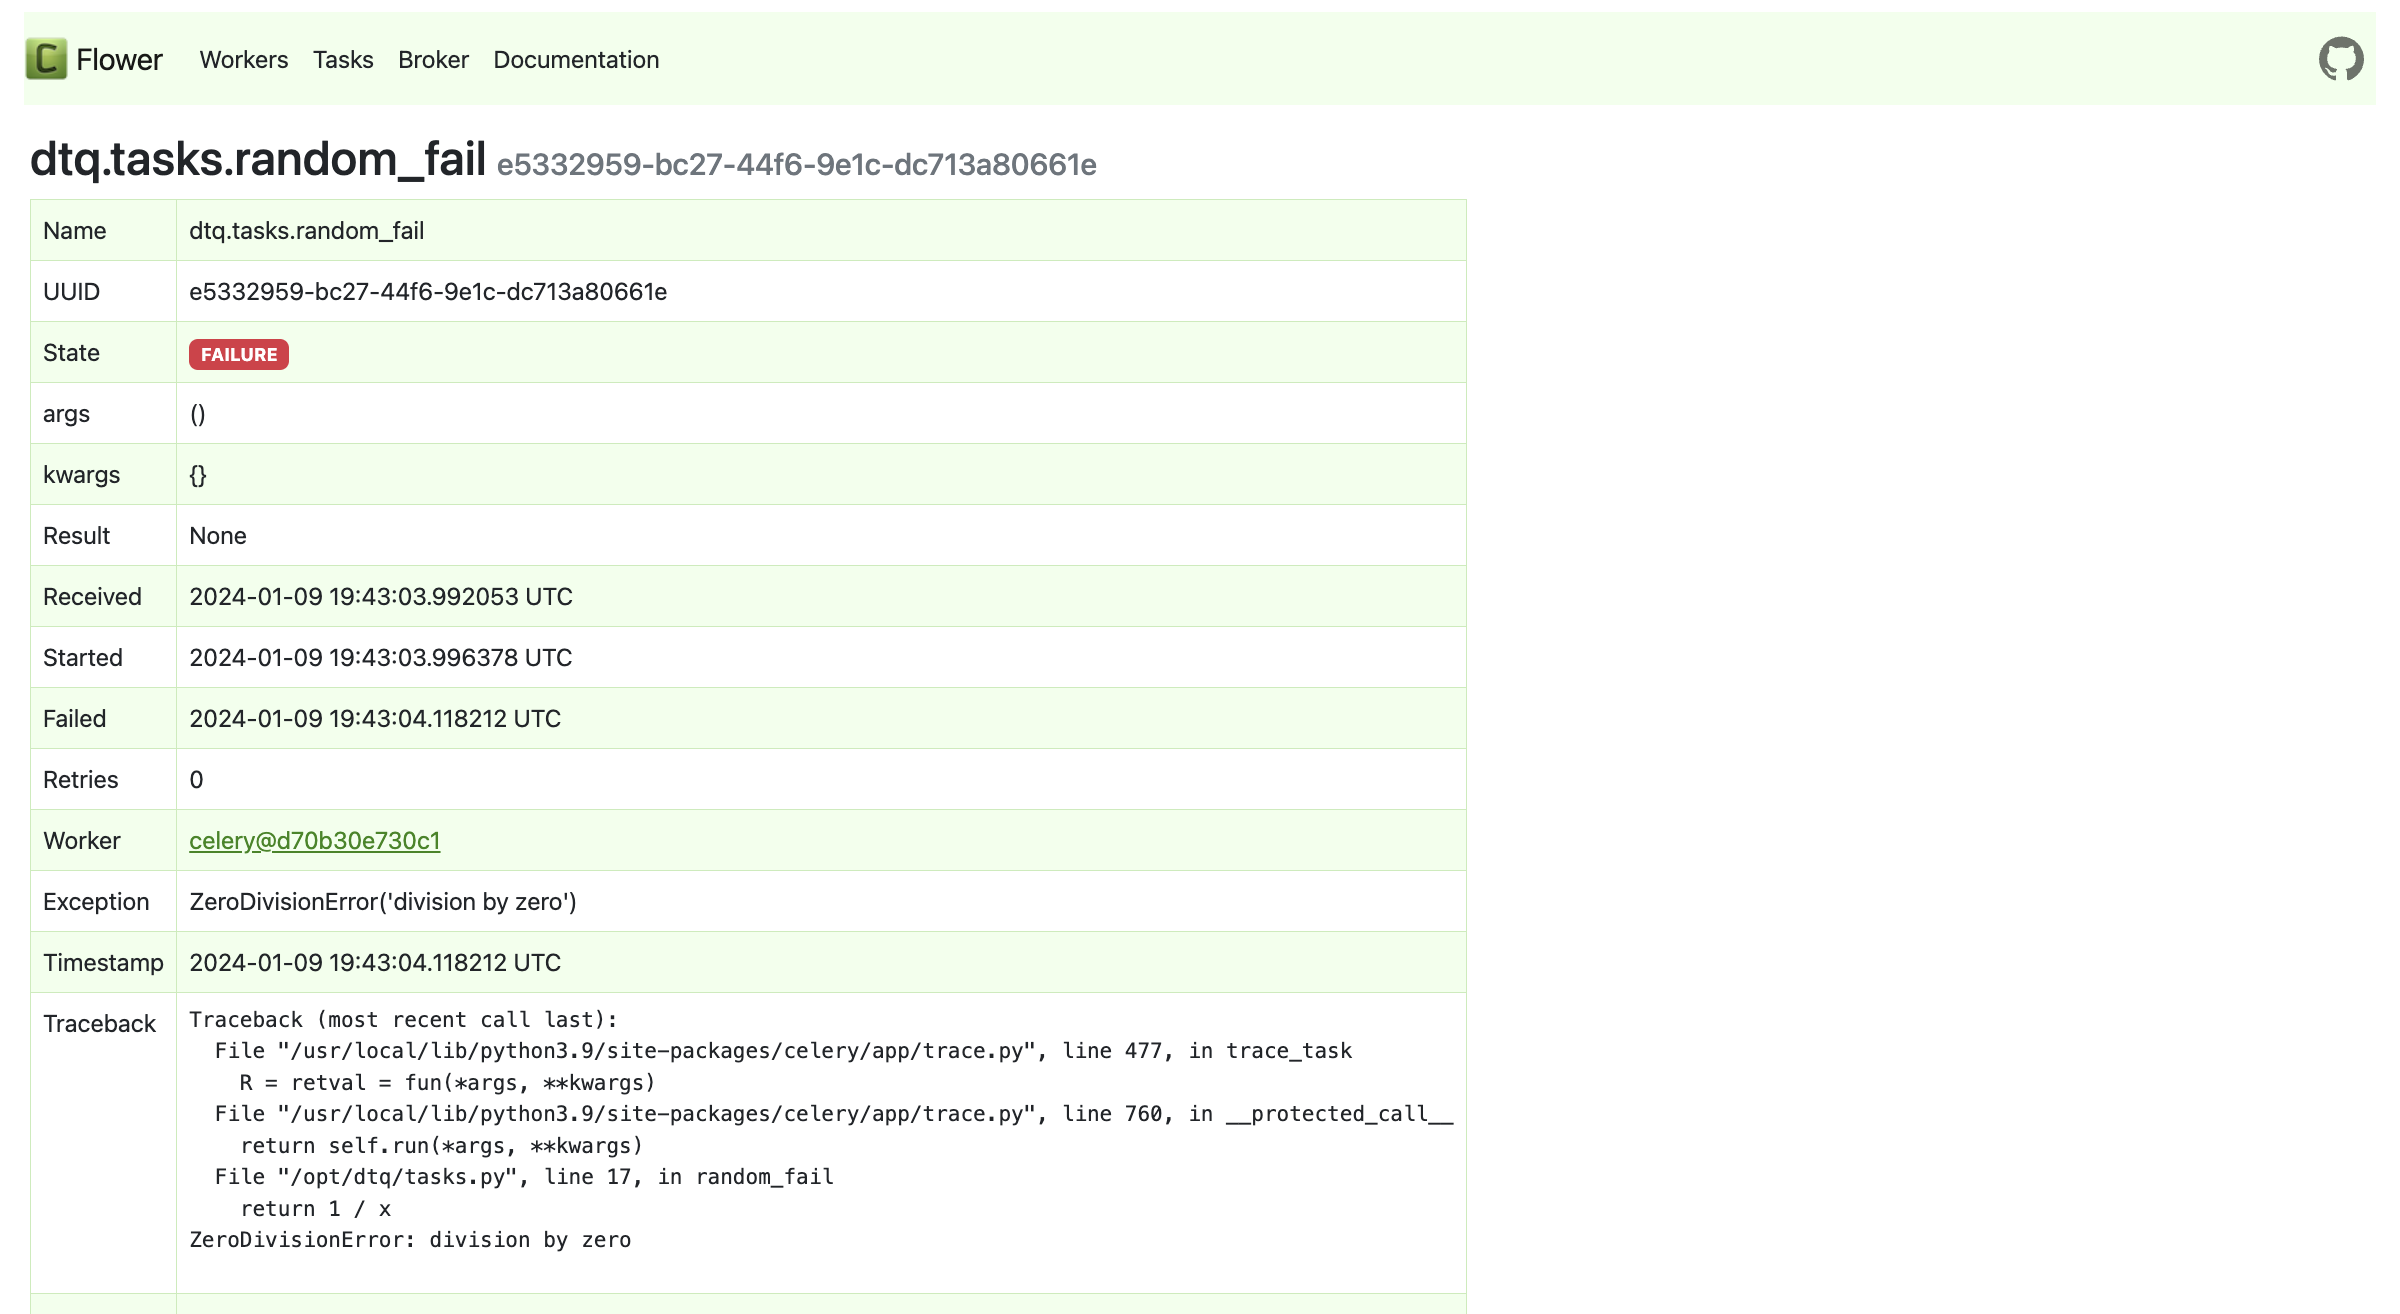 Flower Workers Tasks Broker Documentation
dtq.tasks.random_fail e5332959-bc27-44f6-9e1c-dc713a80661e
Name dtq.tasks.random_fail
UUID e5332959-bc27-44f6-9e1c-dc713a80661e
State FAILURE
args ()
kwargs {}
Result None
Received 2024-01-09 19:43:03.992053 UTC
Started 2024-01-09 19:43:03.996378 UTC
Failed 2024-01-09 19:43:04.118212 UTC
Retries 0
Worker celery@d70b30e730c1
Exception ZeroDivisionError('division by zero')
Timestamp 2024-01-09 19:43:04.118212 UTC
Traceback Traceback (most recent call last):
  File "/usr/local/lib/python3.9/site-packages/celery/app/trace.py", line 477, in trace_task
    R = retval = fun(*args, **kwargs)
  File "/usr/local/lib/python3.9/site-packages/celery/app/trace.py", line 760, in __protected_call__
    return self.run(*args, **kwargs)
  File "/opt/dtq/tasks.py", line 17, in random_fail
    return 1 / x
ZeroDivisionError: division by zero